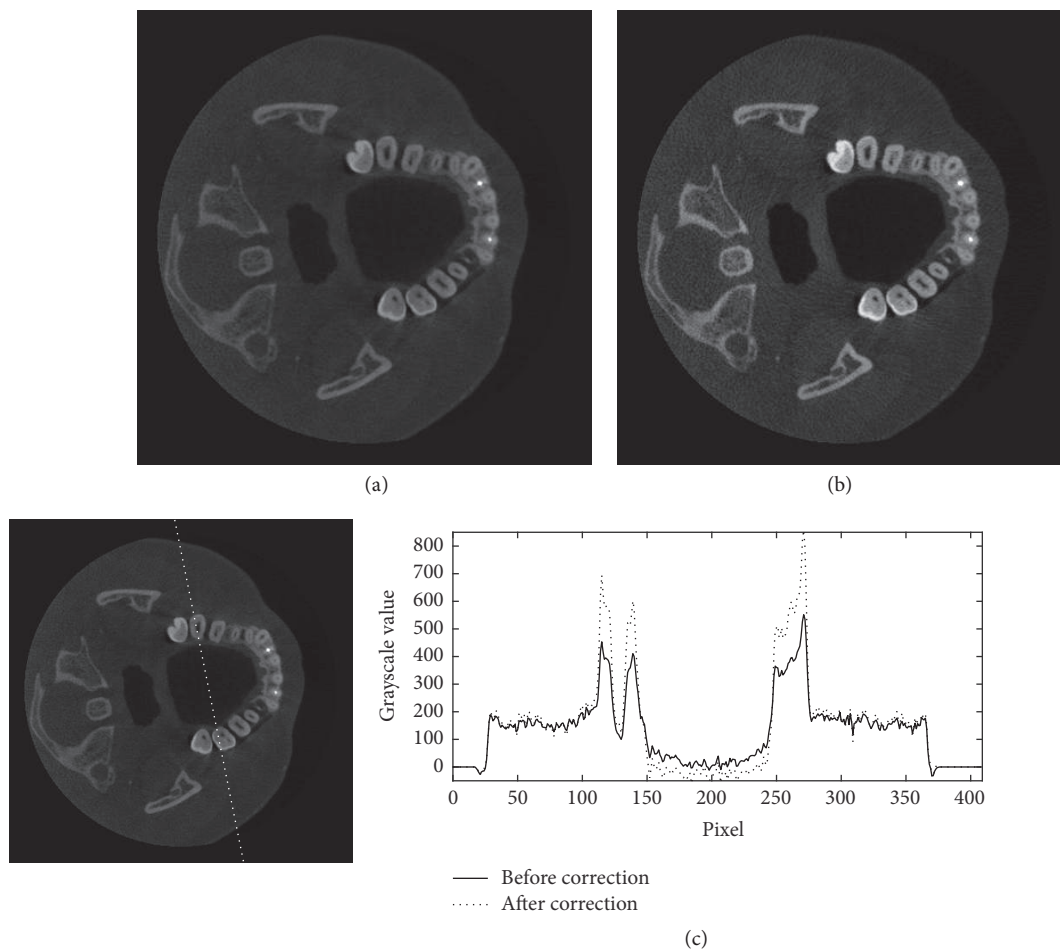 (a)
(b)
Grayscale value
800
700
600
500
400
300
200
100
0
0 50 100 150 200 250 300 350 400
Pixel
Before correction
After correction
(c)